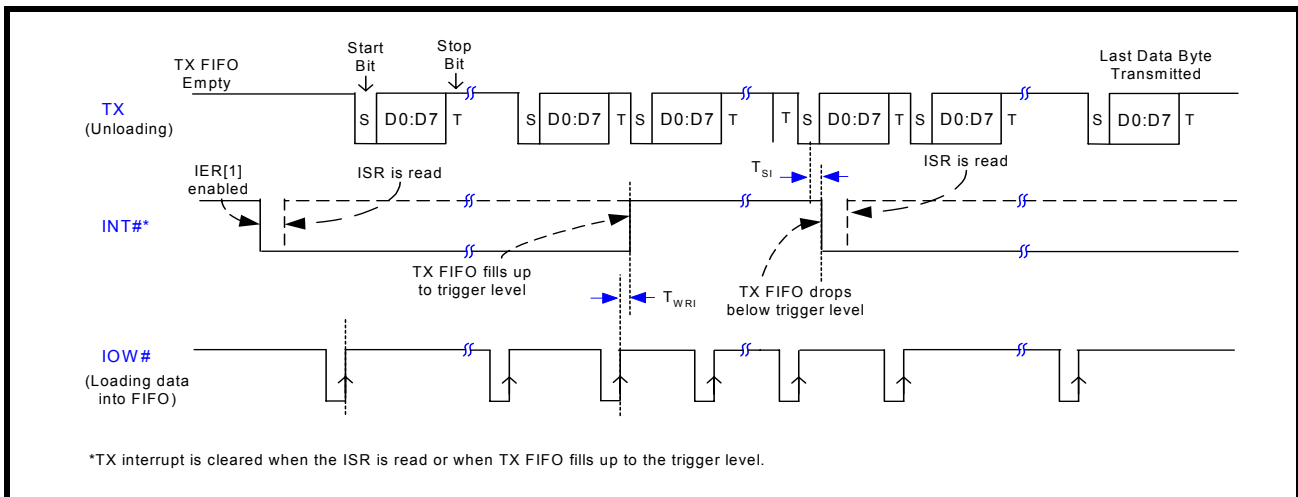 Start
Bit
Stop
Bit
TX FIFO
Empty
Last Data Byte
Transmitted
TX
(Unloading)
S D0:D7 T S D0:D7 T S D0:D7 T T S D0:D7 T S D0:D7 T S D0:D7 T
IER[1]
enabled
ISR is read
TSI
ISR is read
INT#*
TX FIFO fills up
to trigger level
TWRI
TX FIFO drops
below trigger level
IOW#
(Loading data
into FIFO)
*TX interrupt is cleared when the ISR is read or when TX FIFO fills up to the trigger level.